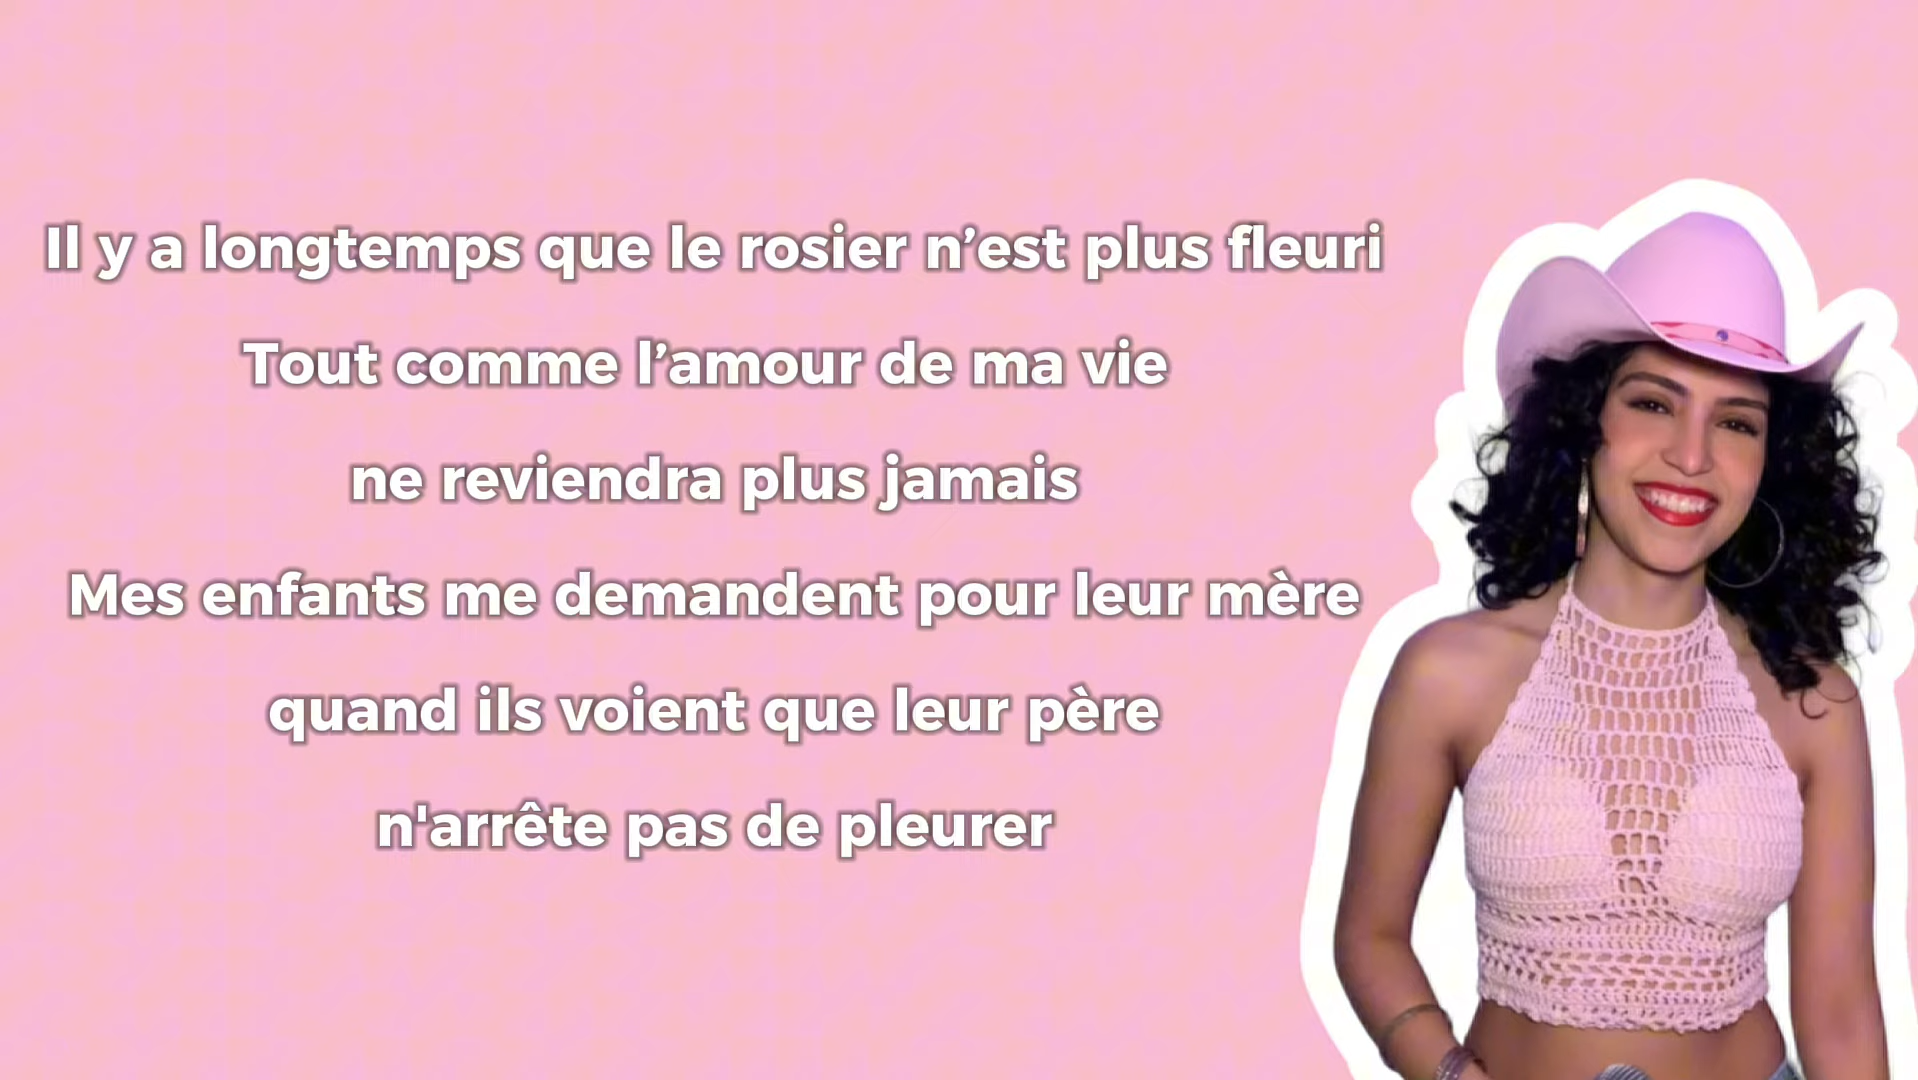 Il y a longtemps que le rosier n’est plus fleuri
Tout comme l’amour de ma vie
ne reviendra plus jamais
Mes enfants me demandent pour leur mère
quand ils voient que leur père
n'arrête pas de pleurer